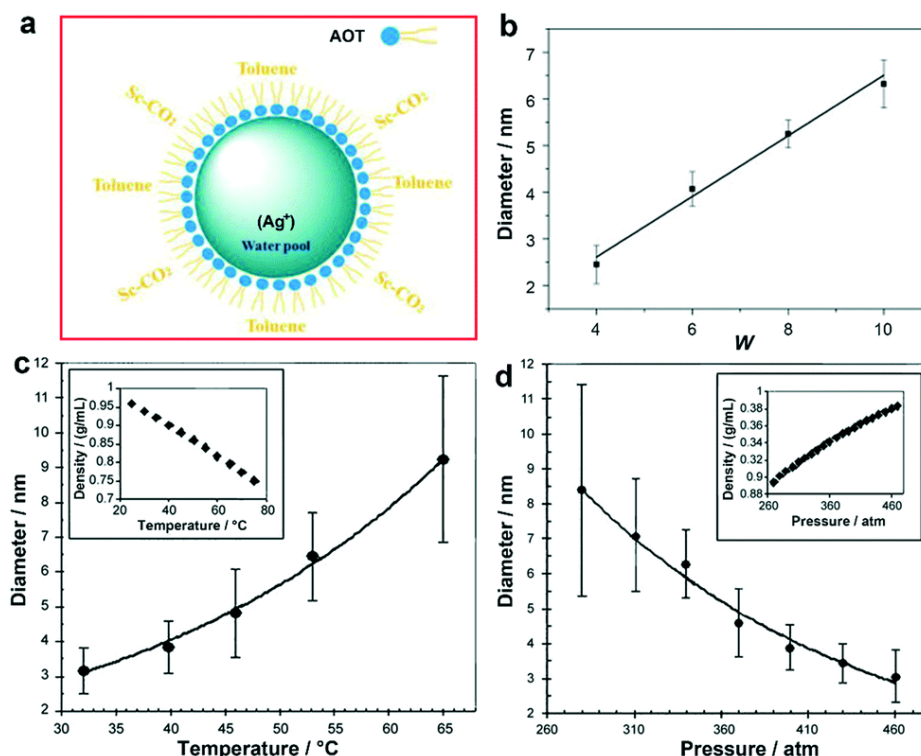 a
AOT
Toluene
Sc-CO₂
Sc-CO₂
Toluene
Toluene
(Ag⁺)
Water pool
Sc-CO₂
Sc-CO₂
Toluene
b
Diameter / nm
7
6
5
4
3
2
4
6
8
10
W
c
Diameter / nm
12
11
10
9
8
7
6
5
4
3
2
30
35
40
45
50
55
60
65
Temperature / °C
Density / (g/mL)
1
0.95
0.9
0.85
0.8
0.75
0.7
20
40
60
80
Temperature / °C
d
Diameter / nm
12
11
10
9
8
7
6
5
4
3
2
260
310
360
410
460
Pressure / atm
Density / (g/mL)
1
0.38
0.36
0.32
0.9
0.88
260
360
460
Pressure / atm